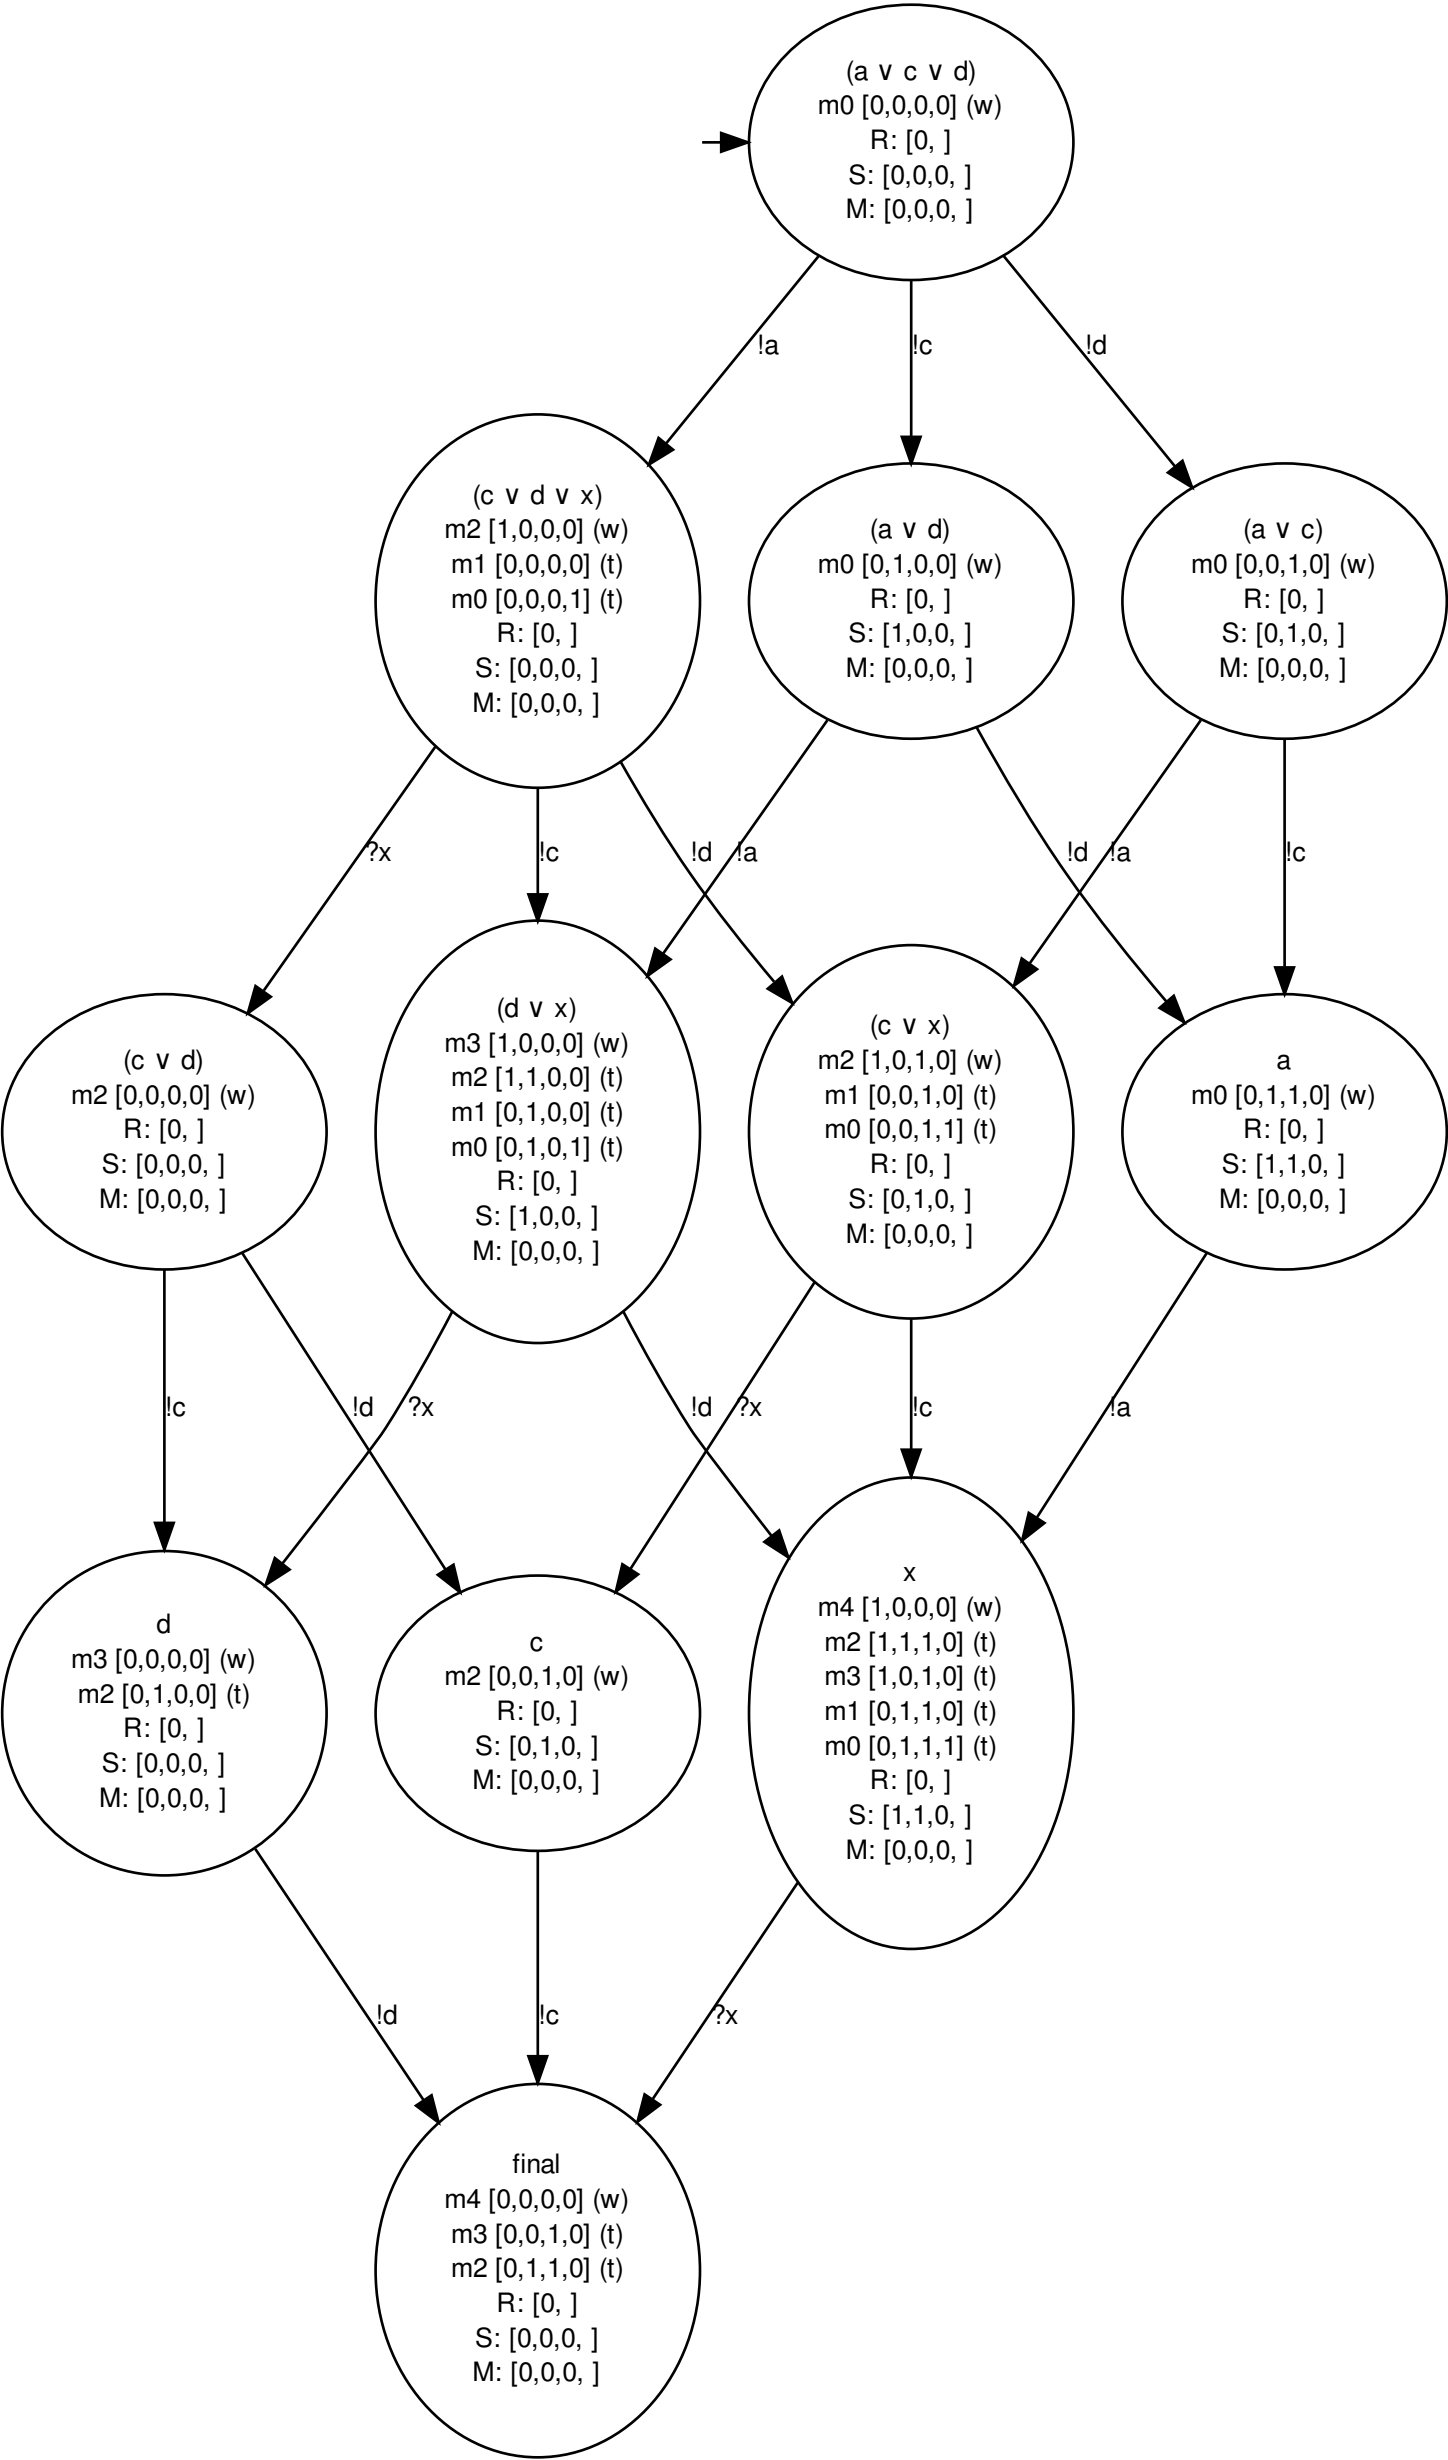 (a ∨ c ∨ d)
m0 [0,0,0,0] (w)
R: [0, ]
S: [0,0,0, ]
M: [0,0,0, ]
!a
!c
!d
(c ∨ d ∨ x)
m2 [1,0,0,0] (w)
m1 [0,0,0,0] (t)
m0 [0,0,0,1] (t)
R: [0, ]
S: [0,0,0, ]
M: [0,0,0, ]
(a ∨ d)
m0 [0,1,0,0] (w)
R: [0, ]
S: [1,0,0, ]
M: [0,0,0, ]
(a ∨ c)
m0 [0,0,1,0] (w)
R: [0, ]
S: [0,1,0, ]
M: [0,0,0, ]
?x
!c
!d
!a
!d
!a
!c
(c ∨ d)
m2 [0,0,0,0] (w)
R: [0, ]
S: [0,0,0, ]
M: [0,0,0, ]
(d ∨ x)
m3 [1,0,0,0] (w)
m2 [1,1,0,0] (t)
m1 [0,1,0,0] (t)
m0 [0,1,0,1] (t)
R: [0, ]
S: [1,0,0, ]
M: [0,0,0, ]
(c ∨ x)
m2 [1,0,1,0] (w)
m1 [0,0,1,0] (t)
m0 [0,0,1,1] (t)
R: [0, ]
S: [0,1,0, ]
M: [0,0,0, ]
a
m0 [0,1,1,0] (w)
R: [0, ]
S: [1,1,0, ]
M: [0,0,0, ]
!c
!d
?x
!d
?x
!c
!a
d
m3 [0,0,0,0] (w)
m2 [0,1,0,0] (t)
R: [0, ]
S: [0,0,0, ]
M: [0,0,0, ]
c
m2 [0,0,1,0] (w)
R: [0, ]
S: [0,1,0, ]
M: [0,0,0, ]
x
m4 [1,0,0,0] (w)
m2 [1,1,1,0] (t)
m3 [1,0,1,0] (t)
m1 [0,1,1,0] (t)
m0 [0,1,1,1] (t)
R: [0, ]
S: [1,1,0, ]
M: [0,0,0, ]
!d
!c
?x
final
m4 [0,0,0,0] (w)
m3 [0,0,1,0] (t)
m2 [0,1,1,0] (t)
R: [0, ]
S: [0,0,0, ]
M: [0,0,0, ]